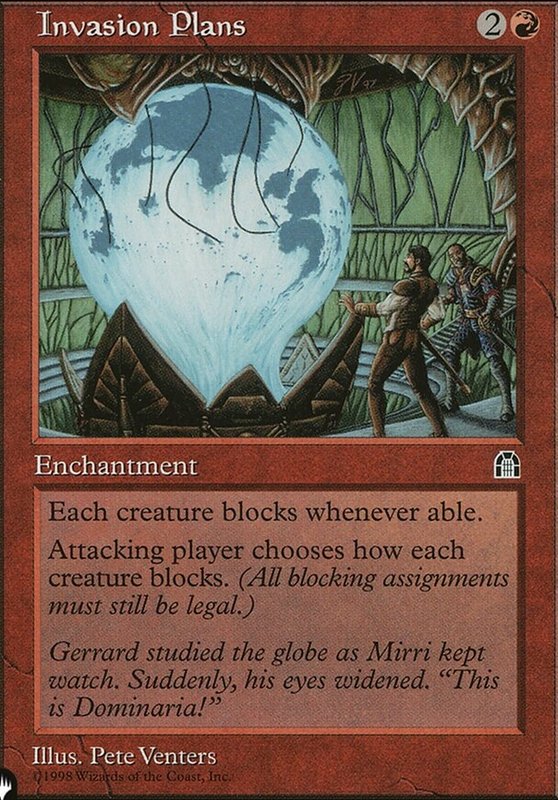 Invasion Plans 2
PV 97
Enchantment
Each creature blocks whenever able.
Attacking player chooses how each
creature blocks. (All blocking assignments
must still be legal.)
Gerrard studied the globe as Mirri kept
watch. Suddenly, his eyes widened. “This
is Dominaria!”
Illus. Pete Venters
©1998 Wizards of the Coast, Inc.